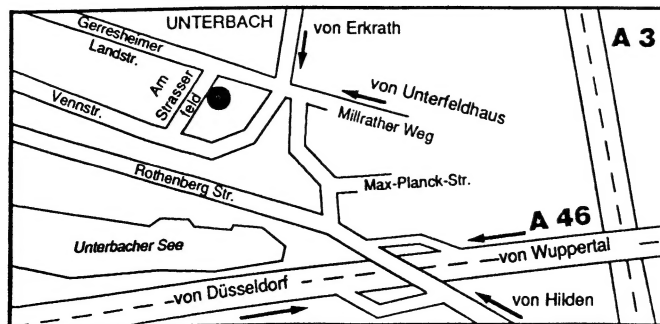 UNTERBACH
Gerresheimer
Landstr.
von Erkrath
A 3
Am
Strasser
feld
von Unterfeldhaus
Vennstr.
Millrather Weg
Rothenberg Str.
Max-Planck-Str.
A 46
Unterbacher See
von Wuppertal
von Düsseldorf
von Hilden